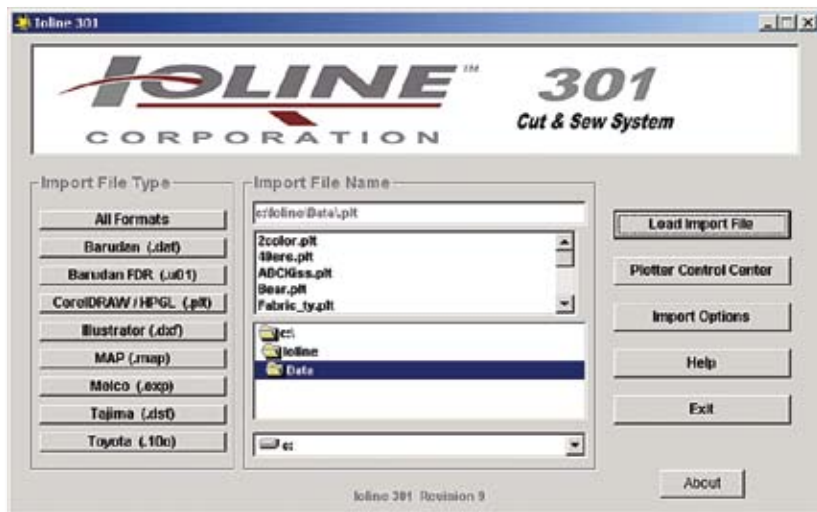 Ioline 301
IOLINE™
CORPORATION
301
Cut & Sew System
Import File Type
All Formats
Barudan (.dat)
Barudan FDR (.u01)
CorelDRAW / HPGL (.plt)
Illustrator (.dxf)
MAP (.map)
Melco (.exp)
Tajima (.dst)
Toyota (.10o)
Import File Name
c:\Ioline\Data\.plt
2color.plt
49ers.plt
ABCKiss.plt
Bear.plt
Fabric_ty.plt
c:\
Ioline
Data
c:
Load Import File
Plotter Control Center
Import Options
Help
Exit
About
Ioline 301 Revision 9